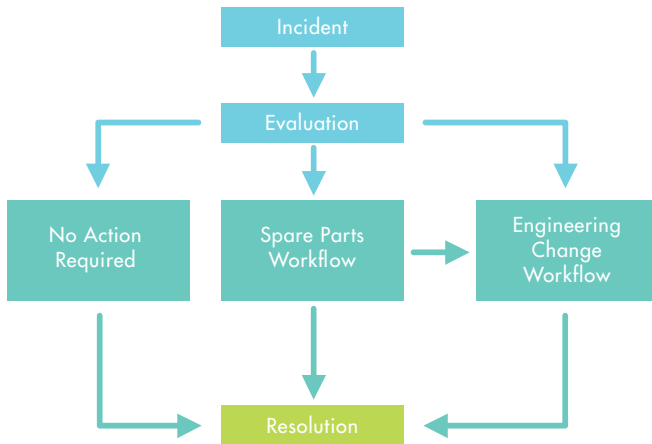 Incident
Evaluation
No Action
Required
Spare Parts
Workflow
Engineering
Change
Workflow
Resolution